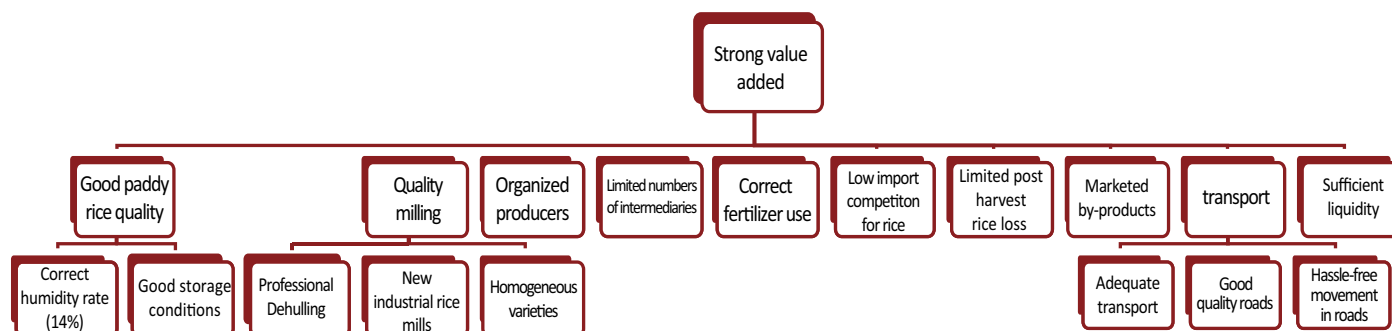 Strong value
added
Good paddy
rice quality
Quality
milling
Organized
producers
Limited numbers
of intermediaries
Correct
fertilizer use
Low import
competiton
for rice
Limited post
harvest
rice loss
Marketed
by-products
transport
Sufficient
liquidity
Correct
humidity rate
(14%)
Good storage
conditions
Professional
Dehulling
New
industrial rice
mills
Homogeneous
varieties
Adequate
transport
Good
quality roads
Hassle-free
movement
in roads